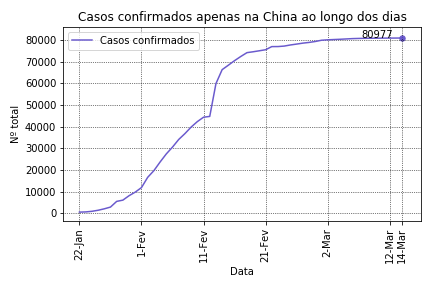 Casos confirmados apenas na China ao longo dos dias
Casos confirmados
80977
80000
70000
60000
50000
40000
30000
20000
10000
0
Nº total
22-Jan
1-Fev
11-Fev
21-Fev
2-Mar
12-Mar
14-Mar
Data